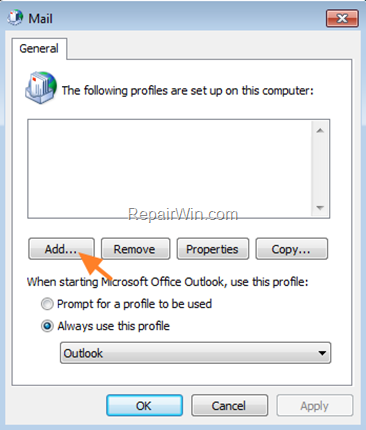 Mail
General
The following profiles are set up on this computer:
RepairWin.com
Add... Remove Properties Copy...
When starting Microsoft Office Outlook, use this profile:
Prompt for a profile to be used
Always use this profile
Outlook
OK Cancel Apply